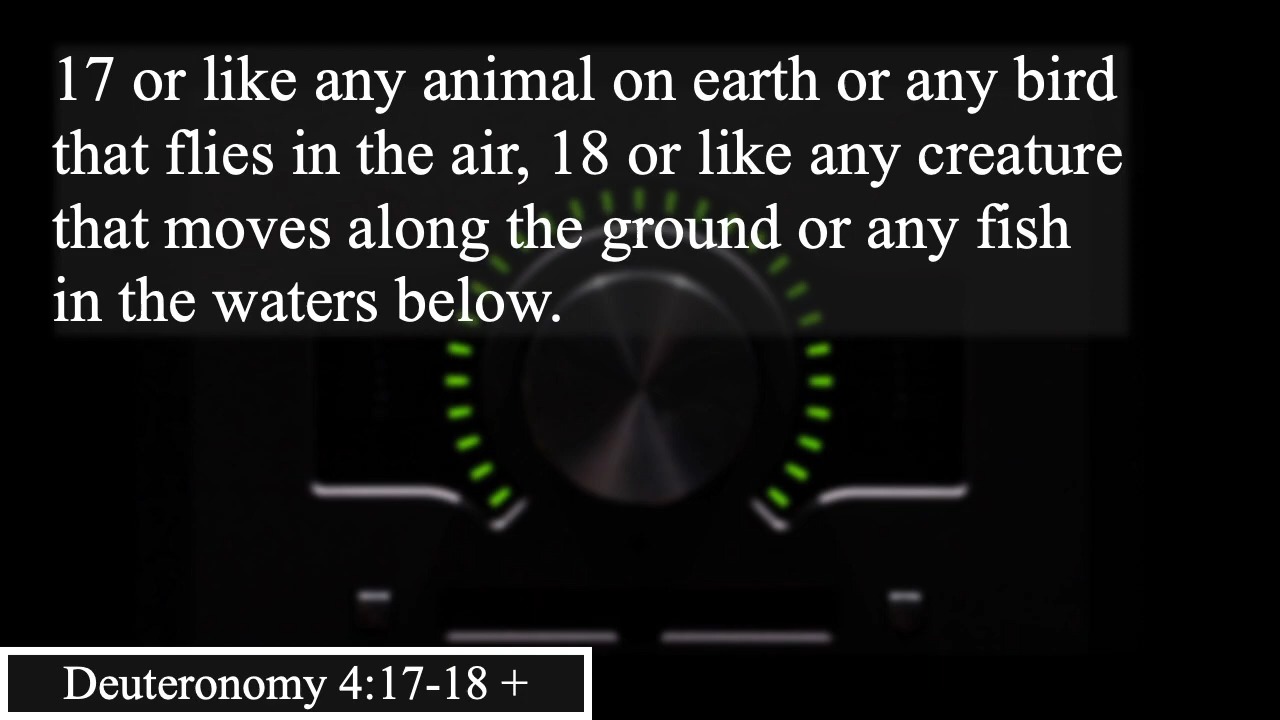 17 or like any animal on earth or any bird
that flies in the air, 18 or like any creature
that moves along the ground or any fish
in the waters below.
Deuteronomy 4:17-18 +